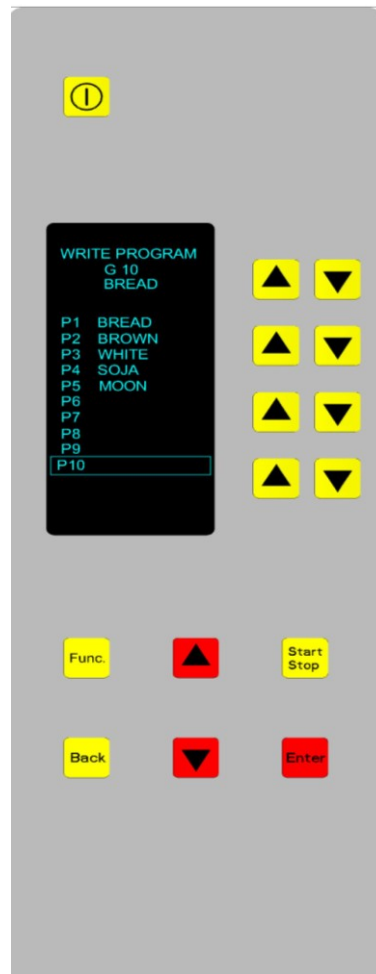 WRITE PROGRAM
G 10
BREAD
P1 BREAD
P2 BROWN
P3 WHITE
P4 SOJA
P5 MOON
P6
P7
P8
P9
P10
Func.
Start
Stop
Back
Enter